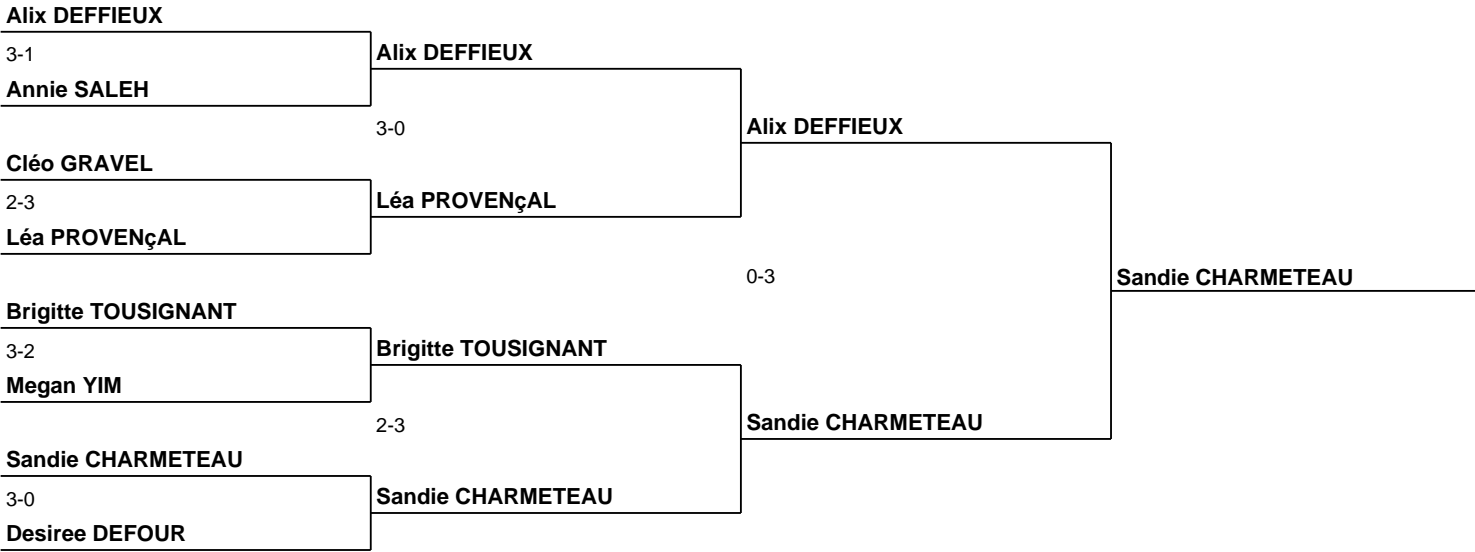 Alix DEFFIEUX
3-1
Alix DEFFIEUX
Annie SALEH
3-0
Alix DEFFIEUX
Cléo GRAVEL
2-3
Léa PROVENçAL
Léa PROVENçAL
0-3
Sandie CHARMETEAU
Brigitte TOUSIGNANT
3-2
Brigitte TOUSIGNANT
Megan YIM
2-3
Sandie CHARMETEAU
Sandie CHARMETEAU
3-0
Sandie CHARMETEAU
Desiree DEFOUR